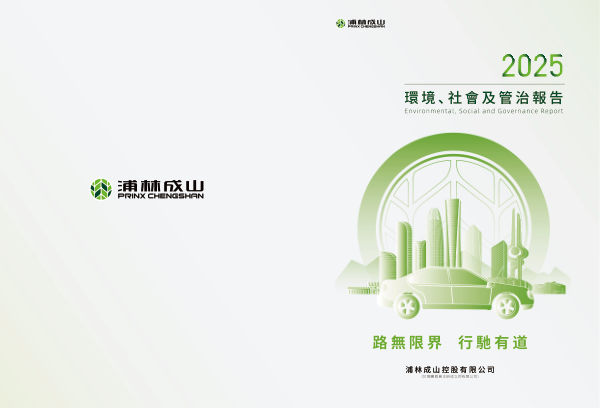 浦林成山
PRINX CHENGSHAN
浦林成山
PRINX CHENGSHAN
2025
環境、社會及管治報告
Environmental, Social and Governance Report
路無限界 行馳有道
浦林成山控股有限公司